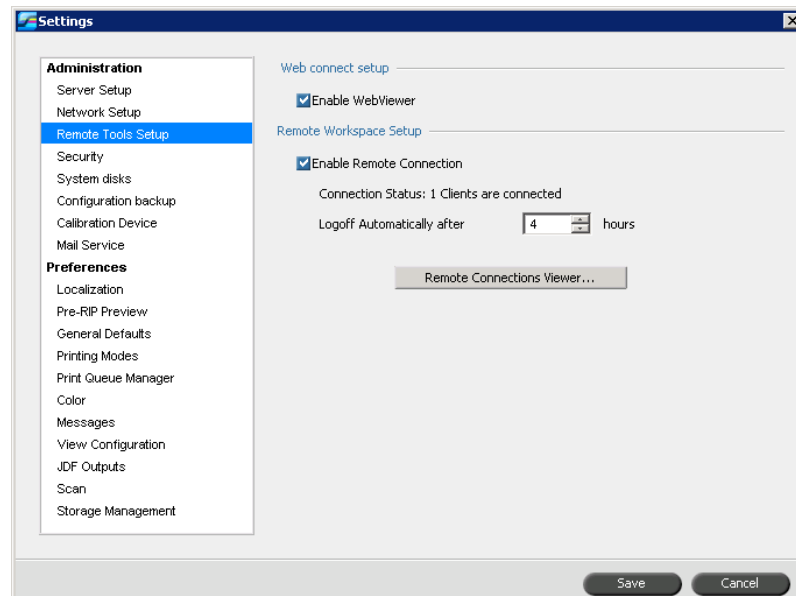 Settings
Administration
Server Setup
Network Setup
Remote Tools Setup
Security
System disks
Configuration backup
Calibration Device
Mail Service
Preferences
Localization
Pre-RIP Preview
General Defaults
Printing Modes
Print Queue Manager
Color
Messages
View Configuration
JDF Outputs
Scan
Storage Management
Web connect setup
Enable WebViewer
Remote Workspace Setup
Enable Remote Connection
Connection Status: 1 Clients are connected
Logoff Automatically after 4 hours
Remote Connections Viewer...
Save Cancel